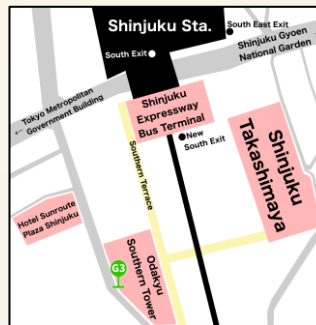 Shinjuku Sta.
South East Exit
South Exit
Shinjuku Gyoen
National Garden →
← Tokyo Metropolitan
Government Building
Shinjuku
Expressway
Bus Terminal
New
South Exit
Southern Terrace
Shinjuku
Takashimaya
Hotel Sunroute
Plaza Shinjuku
Odakyu
Southern Tower
G3